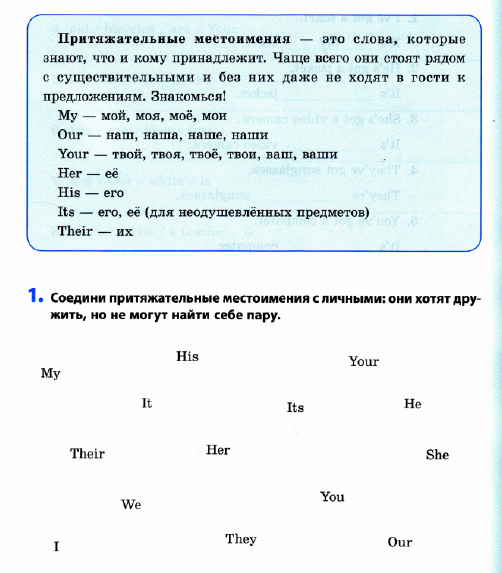 Притяжательные местоимения — это слова, которые
знают, что и кому принадлежит. Чаще всего они стоят рядом
с существительными и без них даже не ходят в гости к
предложениям. Знакомься!
My — мой, моя, моё, мои
Our — наш, наша, наше, наши
Your — твой, твоя, твоё, твои, ваш, ваши
Her — её
His — его
Its — его, её (для неодушевлённых предметов)
Their — их
1. Соедини притяжательные местоимения с личными: они хотят дру-
жить, но не могут найти себе пару.
His
Your
My
It
Its
He
Their
Her
She
We
You
I
They
Our